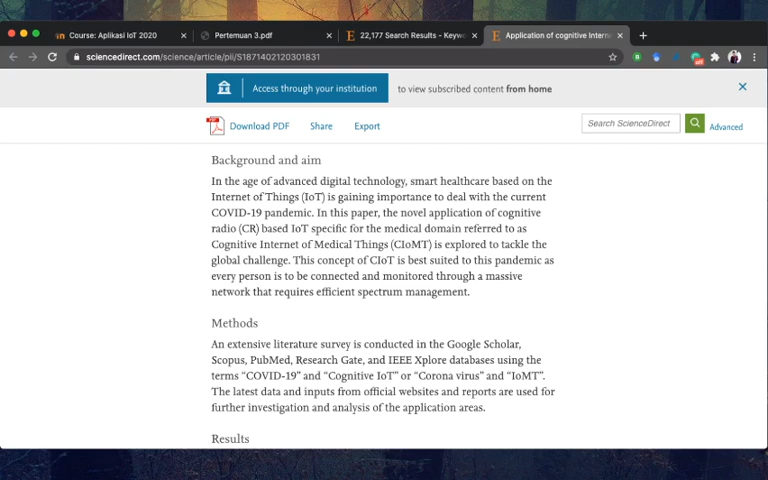 Course: Aplikasi IoT 2020
Pertemuan 3.pdf
22,177 Search Results - Keywo
Application of cognitive Intern
sciencedirect.com/science/article/pii/S1871402120301831
Access through your institution
to view subscribed content from home
Download PDF
Share
Export
Search ScienceDirect
Advanced
Background and aim
In the age of advanced digital technology, smart healthcare based on the
Internet of Things (IoT) is gaining importance to deal with the current
COVID-19 pandemic. In this paper, the novel application of cognitive
radio (CR) based IoT specific for the medical domain referred to as
Cognitive Internet of Medical Things (CIoMT) is explored to tackle the
global challenge. This concept of CIoT is best suited to this pandemic as
every person is to be connected and monitored through a massive
network that requires efficient spectrum management.
Methods
An extensive literature survey is conducted in the Google Scholar,
Scopus, PubMed, Research Gate, and IEEE Xplore databases using the
terms “COVID-19” and “Cognitive IoT” or “Corona virus” and “IoMT”.
The latest data and inputs from official websites and reports are used for
further investigation and analysis of the application areas.
Results